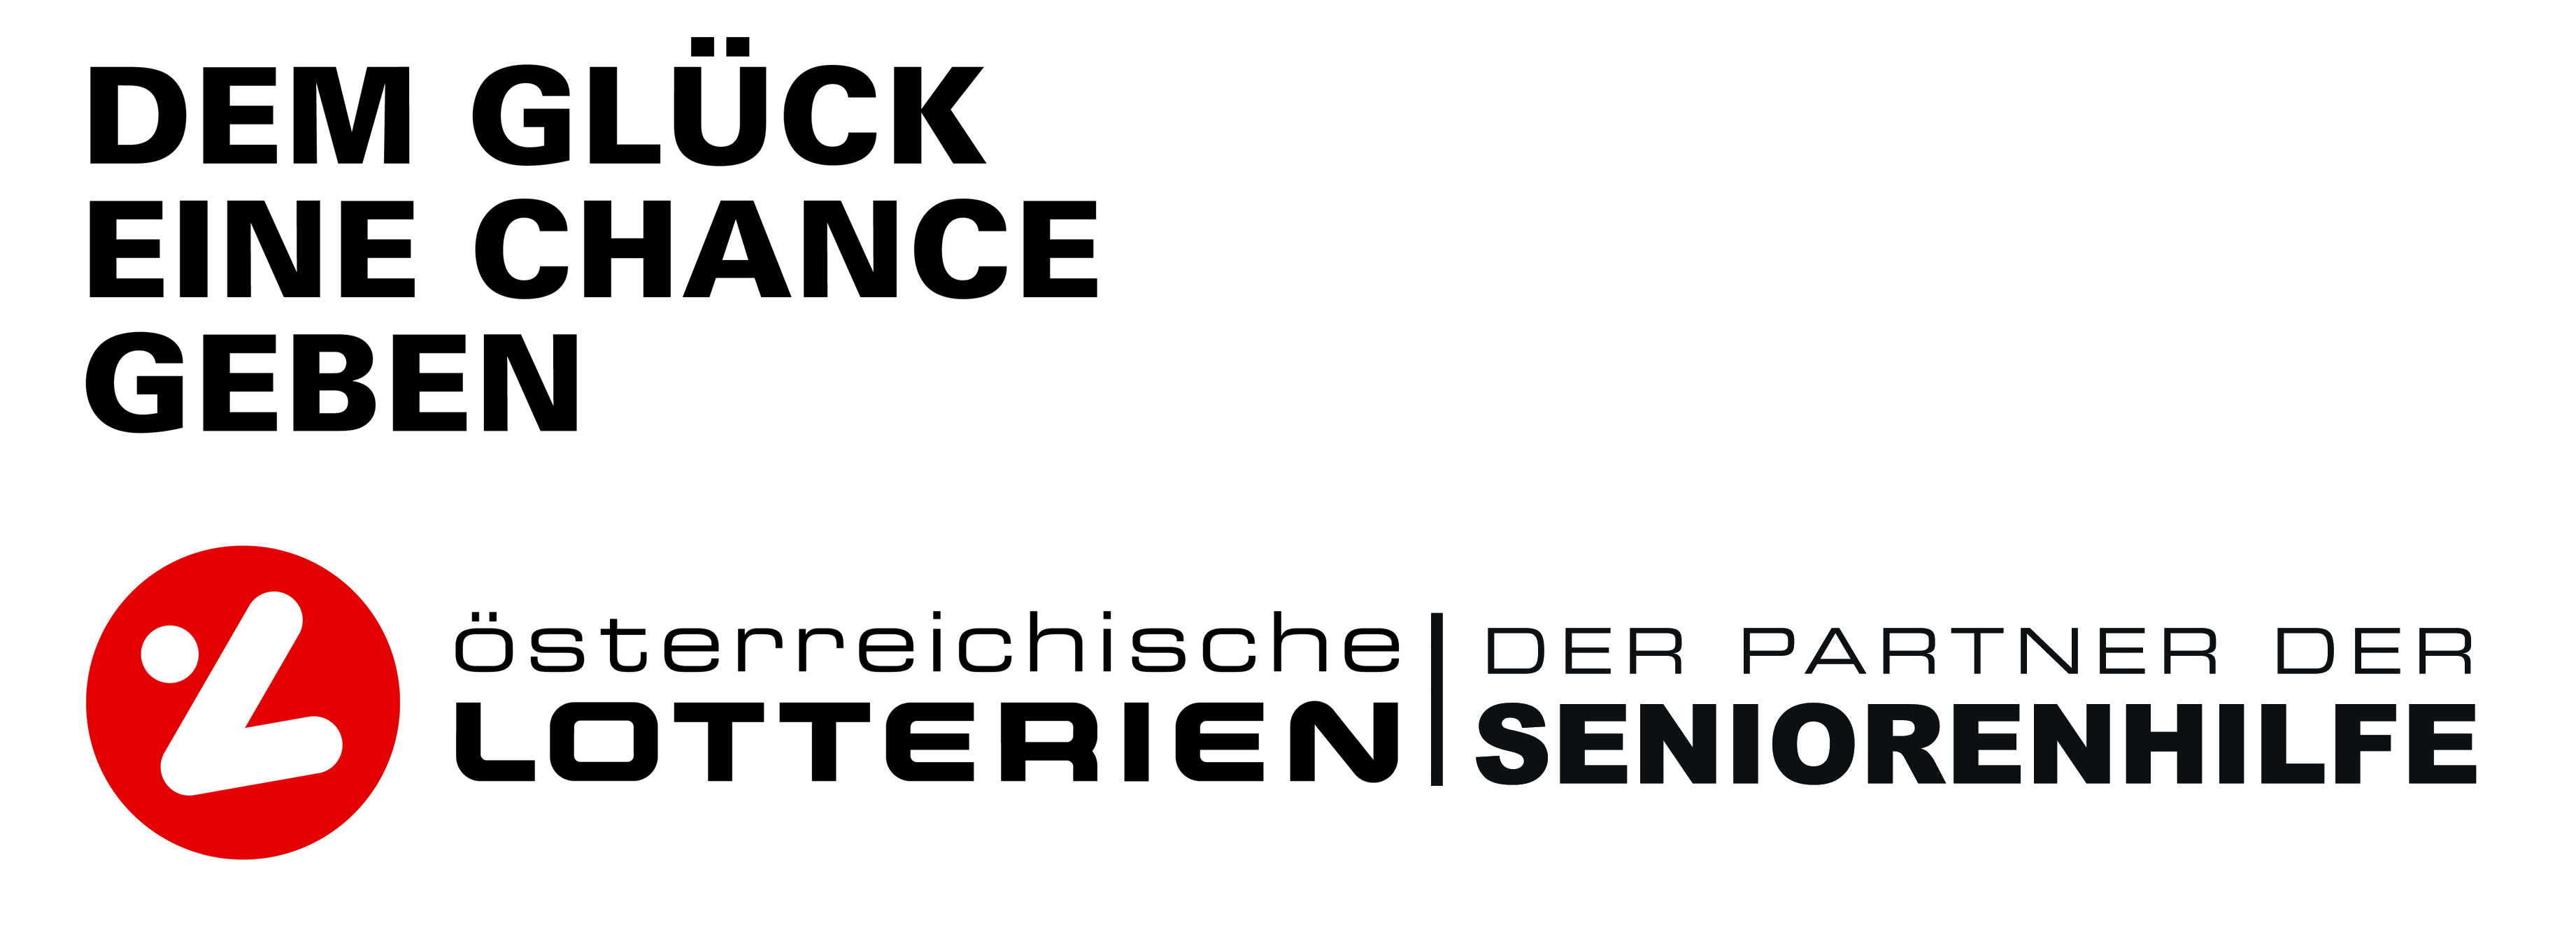 DEM GLÜCK
EINE CHANCE
GEBEN
österreichische
LOTTERIEN
DER PARTNER DER
SENIORENHILFE